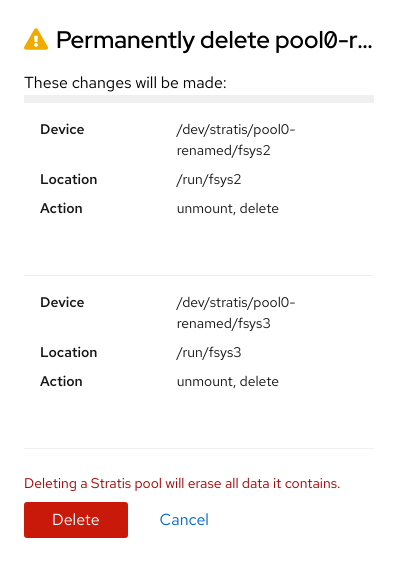 Permanently delete pool0-r...
These changes will be made:
Device
/dev/stratis/pool0-
renamed/fsys2
Location
/run/fsys2
Action
unmount, delete
Device
/dev/stratis/pool0-
renamed/fsys3
Location
/run/fsys3
Action
unmount, delete
Deleting a Stratis pool will erase all data it contains.
Delete
Cancel